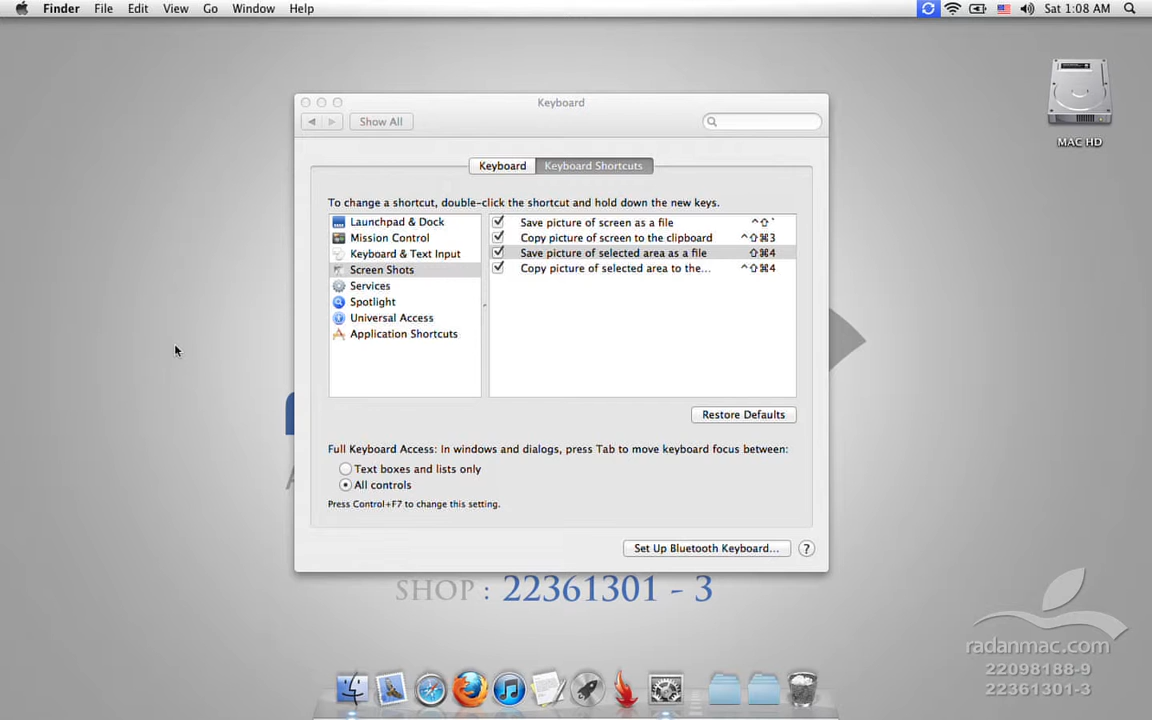 Finder File Edit View Go Window Help Sat 1:08 AM
MAC HD
Keyboard
Show All
Keyboard Keyboard Shortcuts
To change a shortcut, double-click the shortcut and hold down the new keys.
Launchpad & Dock
Mission Control
Keyboard & Text Input
Screen Shots
Services
Spotlight
Universal Access
Application Shortcuts
Save picture of screen as a file ^⇧`
Copy picture of screen to the clipboard ^⇧⌘3
Save picture of selected area as a file ⇧⌘4
Copy picture of selected area to the... ^⇧⌘4
Restore Defaults
Full Keyboard Access: In windows and dialogs, press Tab to move keyboard focus between:
Text boxes and lists only
All controls
Press Control+F7 to change this setting.
Set Up Bluetooth Keyboard... ?
SHOP : 22361301 - 3
radanmac.com
22098188-9
22361301-3